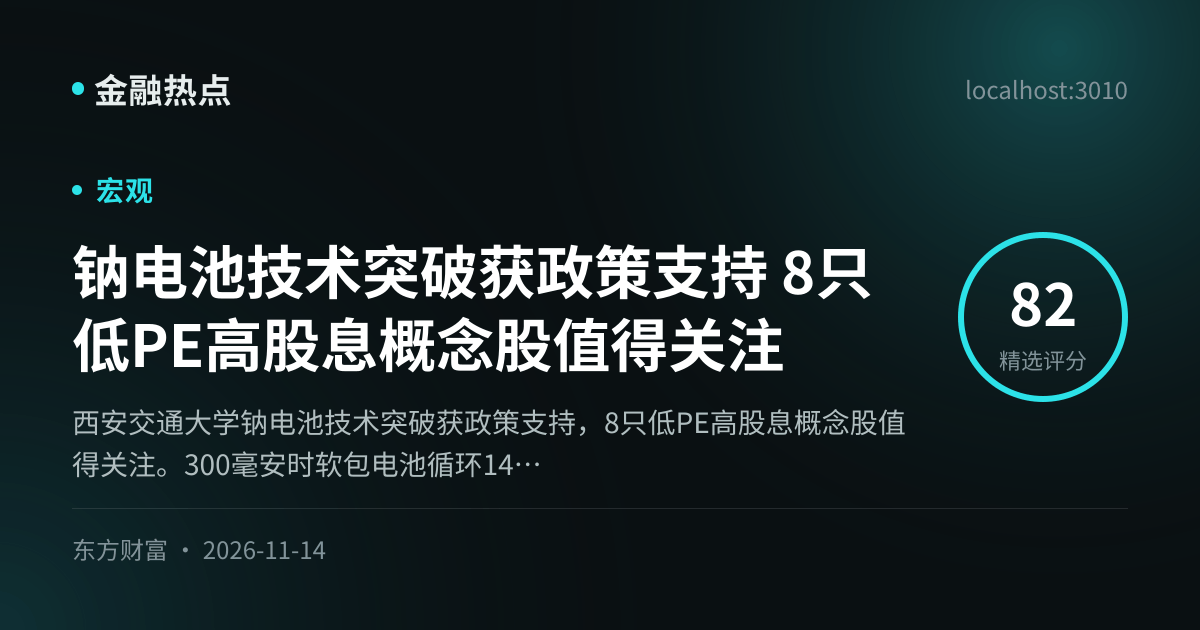 金融热点
localhost:3010
宏观
钠电池技术突破获政策支持 8只
低PE高股息概念股值得关注
82
精选评分
西安交通大学钠电池技术突破获政策支持，8只低PE高股息概念股值
得关注。300毫安时软包电池循环14…
东方财富 • 2026-11-14